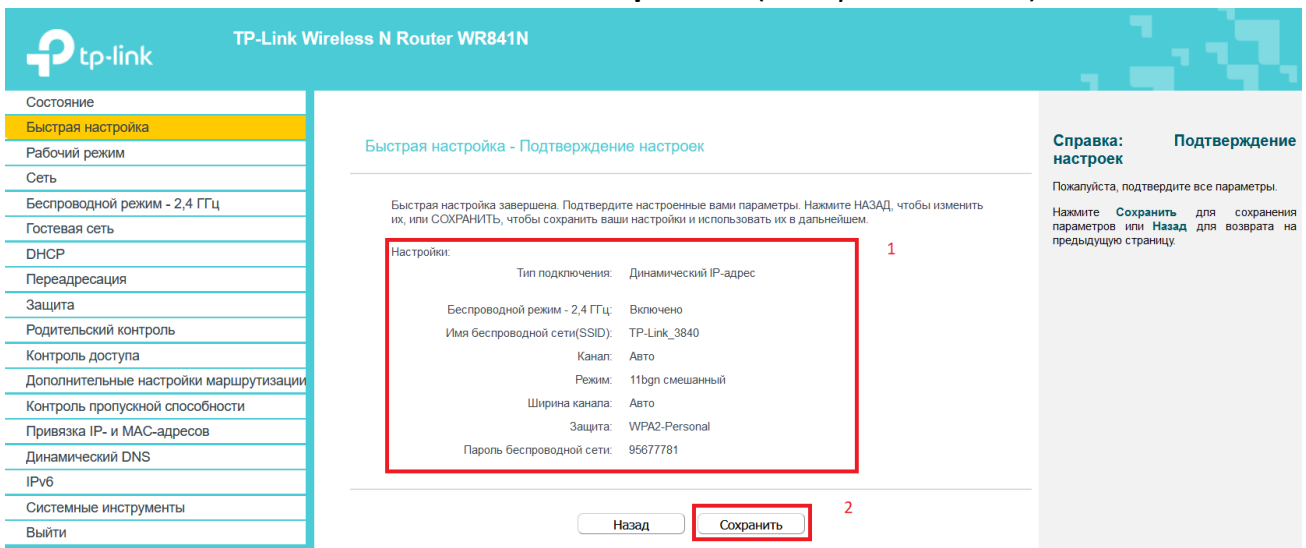 tp-link
TP-Link Wireless N Router WR841N
Состояние
Быстрая настройка
Рабочий режим
Сеть
Беспроводной режим - 2,4 ГГц
Гостевая сеть
DHCP
Переадресация
Защита
Родительский контроль
Контроль доступа
Дополнительные настройки маршрутизации
Контроль пропускной способности
Привязка IP- и MAC-адресов
Динамический DNS
IPv6
Системные инструменты
Выйти
Быстрая настройка - Подтверждение настроек
Быстрая настройка завершена. Подтвердите настроенные вами параметры. Нажмите НАЗАД, чтобы изменить
их, или СОХРАНИТЬ, чтобы сохранить ваши настройки и использовать их в дальнейшем.
1
Настройки:
Тип подключения: Динамический IP-адрес
Беспроводной режим - 2,4 ГГц: Включено
Имя беспроводной сети(SSID): TP-Link_3840
Канал: Авто
Режим: 11bgn смешанный
Ширина канала: Авто
Защита: WPA2-Personal
Пароль беспроводной сети: 95677781
Назад
Сохранить
2
Справка: Подтверждение
настроек
Пожалуйста, подтвердите все параметры.
Нажмите Сохранить для сохранения
параметров или Назад для возврата на
предыдущую страницу.